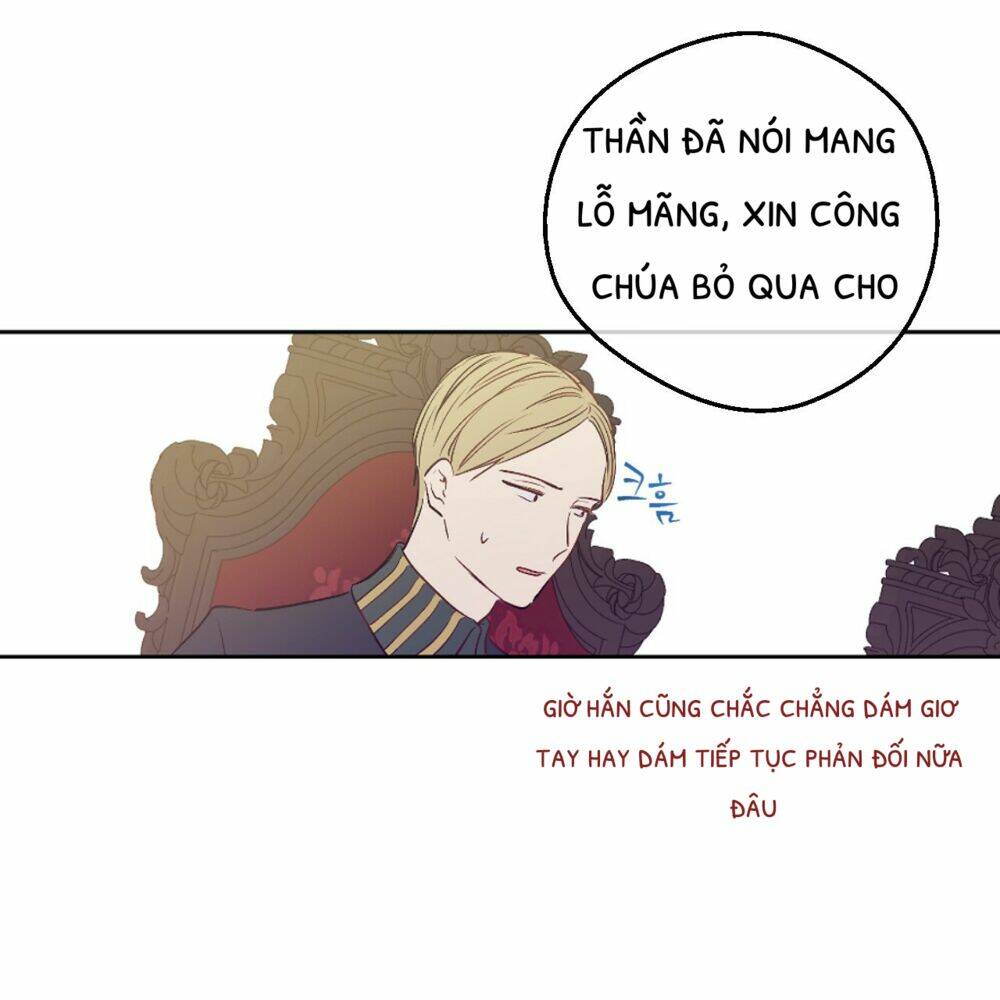 THẦN ĐÃ NÓI MANG
LỖ MÃNG, XIN CÔNG
CHÚA BỎ QUA CHO
크흠
GIỜ HẮN CŨNG CHẮC CHẲNG DÁM GIƠ
TAY HAY DÁM TIẾP TỤC PHẢN ĐỐI NỮA
ĐÂU